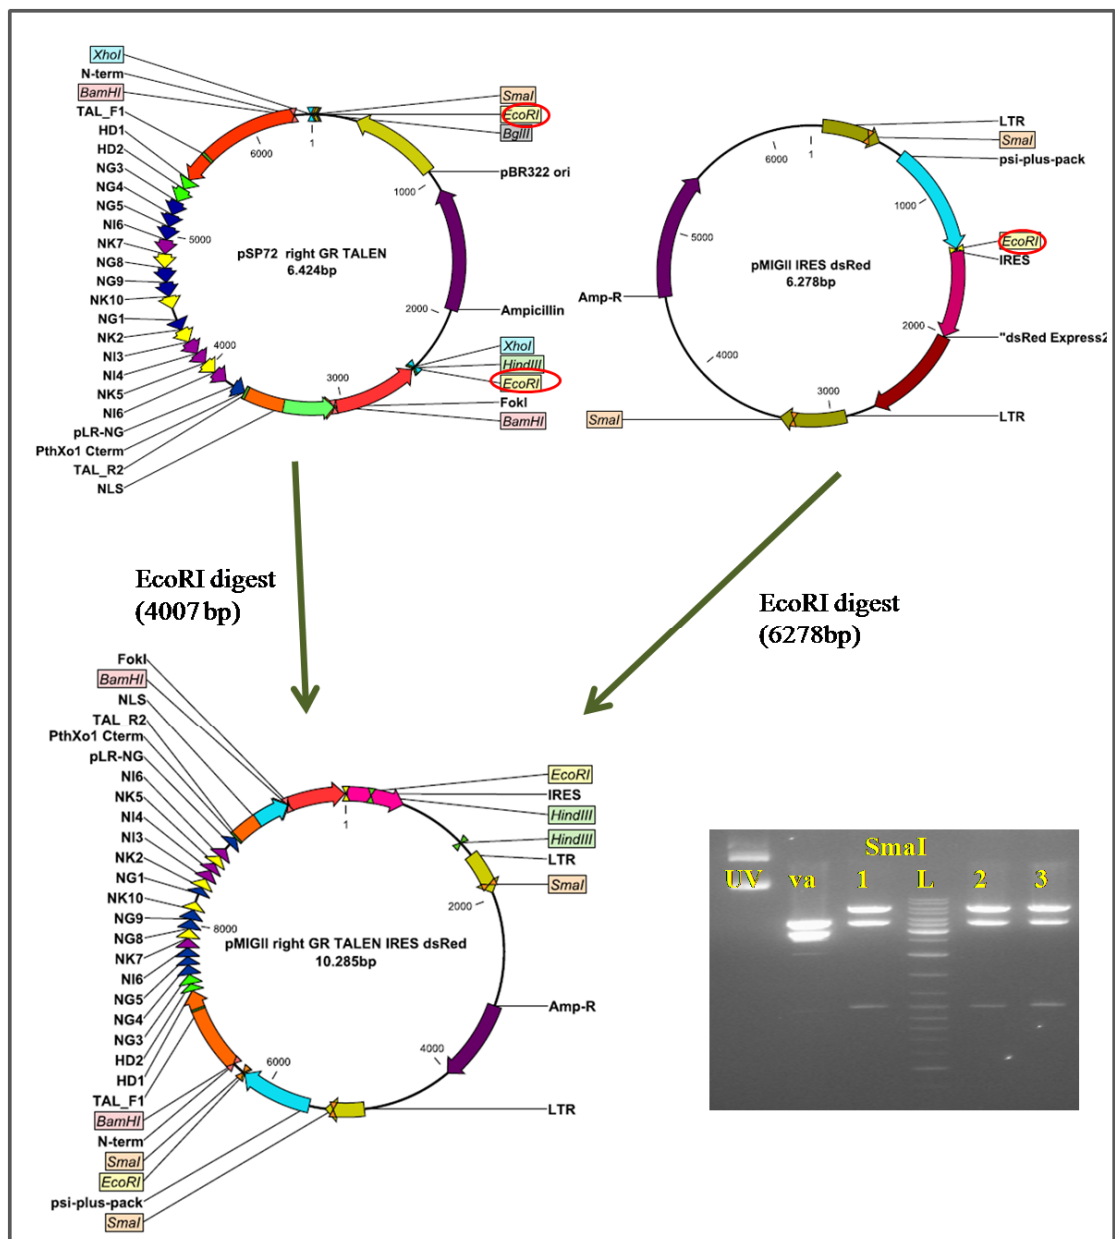 XhoI
N-term
BamHI
TAL_F1
HD1
HD2
NG3
NG4
NG5
NI6
NK7
NG8
NG9
NK10
NG1
NK2
NI3
NI4
NK5
NI6
pLR-NG
PthXo1 Cterm
TAL_R2
NLS
SmaI
EcoRI
BglII
pBR322 ori
Ampicillin
XhoI
HindIII
EcoRI
FokI
BamHI
1
1000
2000
3000
4000
5000
6000
pSP72 right GR TALEN
6.424bp
LTR
SmaI
psi-plus-pack
EcoRI
IRES
"dsRed Express2
LTR
SmaI
Amp-R
1
1000
2000
3000
4000
5000
6000
pMIGII IRES dsRed
6.278bp
EcoRI digest
(4007 bp)
EcoRI digest
(6278bp)
FokI
BamHI
NLS
TAL_R2
PthXo1 Cterm
pLR-NG
NI6
NK5
NI4
NI3
NK2
NG1
NK10
NG9
NG8
NK7
NI6
NG5
NG4
NG3
HD2
HD1
TAL_F1
BamHI
N-term
SmaI
EcoRI
psi-plus-pack
SmaI
EcoRI
IRES
HindIII
HindIII
LTR
SmaI
Amp-R
LTR
1
2000
4000
6000
8000
pMIGII right GR TALEN IRES dsRed
10.285bp
SmaI
UV va 1 L 2 3